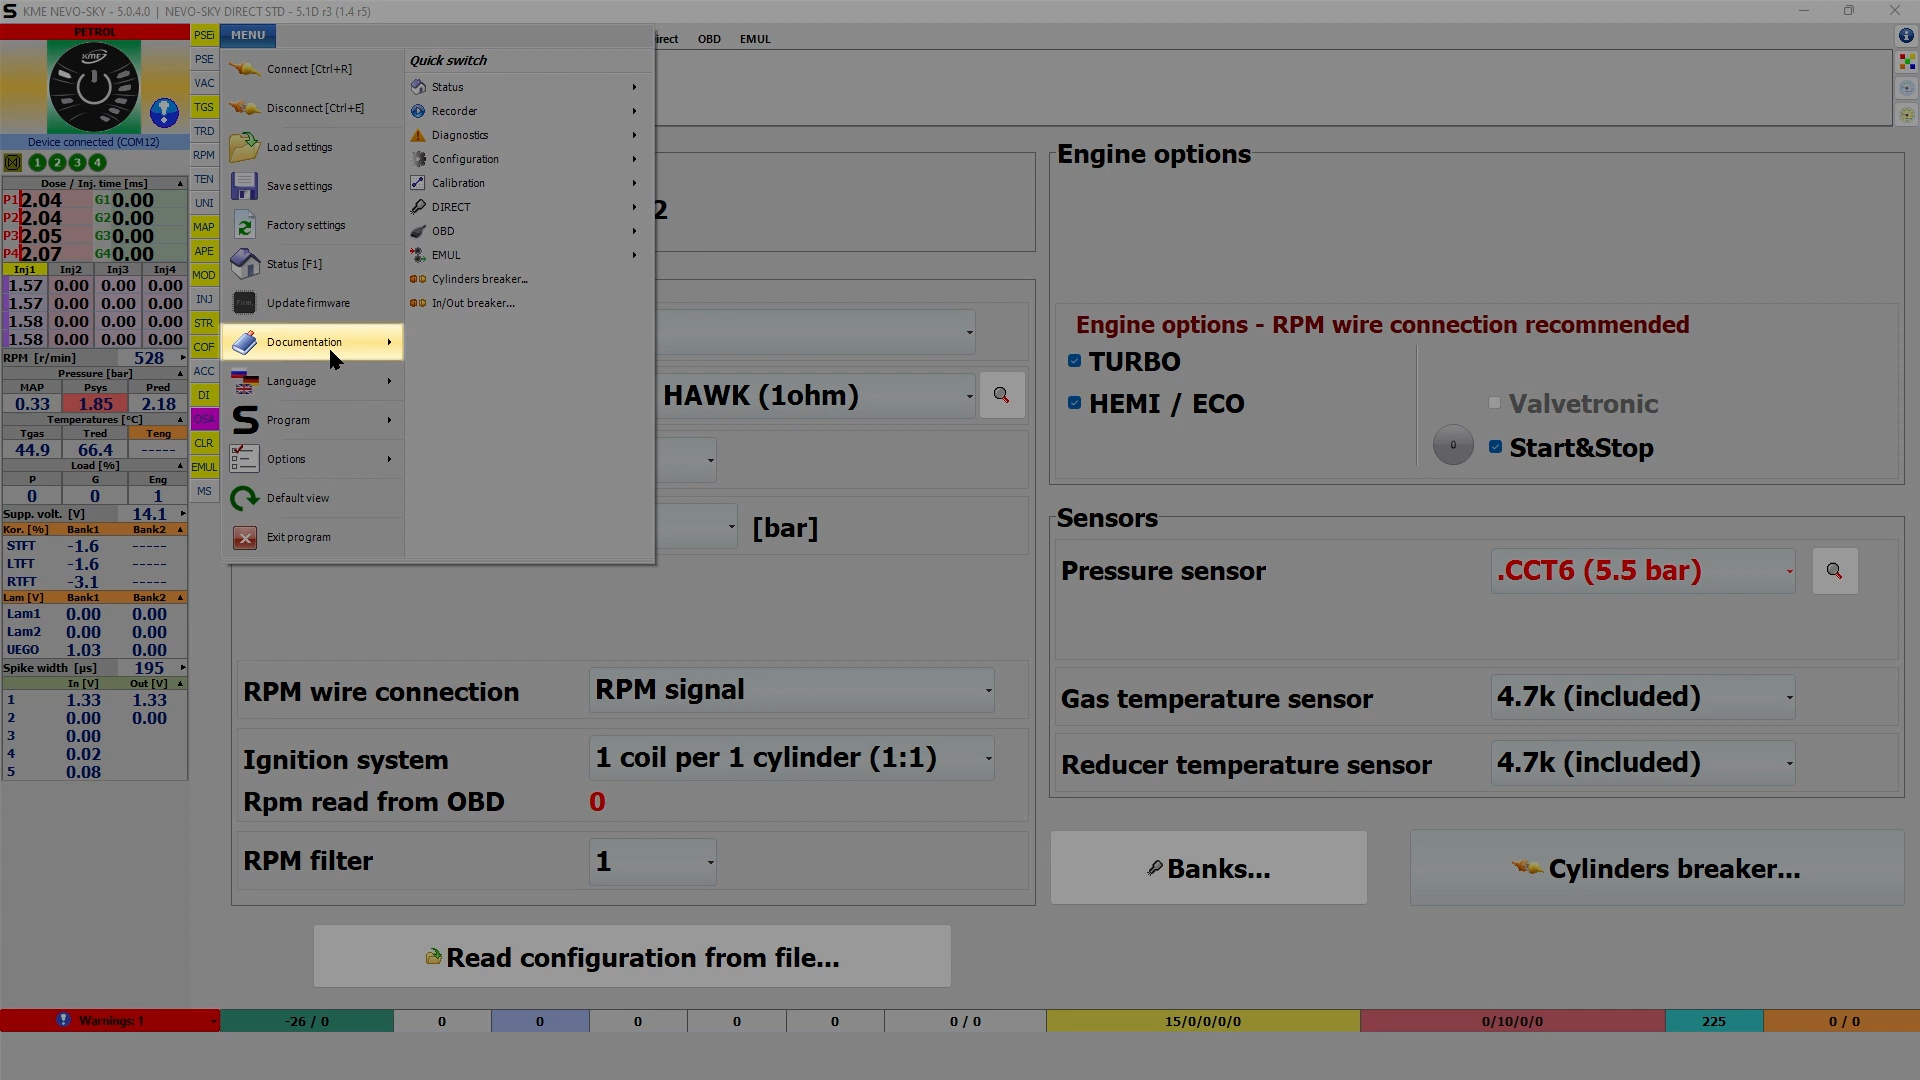 KME NEVO-SKY - 5.0.4.0 | NEVO-SKY DIRECT STD - 5.1D r3 (1.4 r5)
PETROL
KME
Device connected (COM12)
1 2 3 4
Dose / Inj. time [ms]
P1 2.04 G1 0.00
P2 2.04 G2 0.00
P3 2.05 G3 0.00
P4 2.07 G4 0.00
Inj1 Inj2 Inj3 Inj4
1.57 0.00 0.00 0.00
1.57 0.00 0.00 0.00
1.58 0.00 0.00 0.00
1.58 0.00 0.00 0.00
RPM [r/min] 528
Pressure [bar]
MAP Psys Pred
0.33 1.85 2.18
Temperatures [°C]
Tgas Tred Teng
44.9 66.4 -----
Load [%]
P G Eng
0 0 1
Supp. volt. [V] 14.1
Kor. [%] Bank1 Bank2
STFT -1.6 -----
LTFT -1.6 -----
RTFT -3.1 -----
Lam [V] Bank1 Bank2
Lam1 0.00 0.00
Lam2 0.00 0.00
UEGO 1.03 0.00
Spike width [µs] 195
In [V] Out [V]
1 1.33 1.33
2 0.00 0.00
3 0.00
4 0.02
5 0.08
PSEi
PSE
VAC
TGS
TRD
RPM
TEN
UNI
MAP
APE
MOD
INJ
STR
COF
ACC
DI
OSA
CLR
EMUL
MS
MENU
Connect [Ctrl+R]
Disconnect [Ctrl+E]
Load settings
Save settings
Factory settings
Status [F1]
Update firmware
Documentation
Language
Program
Options
Default view
Exit program
Quick switch
Status
Recorder
Diagnostics
Configuration
Calibration
DIRECT
OBD
EMUL
Cylinders breaker...
In/Out breaker...
irect OBD EMUL
2
HAWK (1ohm)
[bar]
RPM wire connection RPM signal
Ignition system 1 coil per 1 cylinder (1:1)
Rpm read from OBD 0
RPM filter 1
Read configuration from file...
Engine options
Engine options - RPM wire connection recommended
TURBO
HEMI / ECO
Valvetronic
0 Start&Stop
Sensors
Pressure sensor .CCT6 (5.5 bar)
Gas temperature sensor 4.7k (included)
Reducer temperature sensor 4.7k (included)
Banks... Cylinders breaker...
Warnings: 1 -26 / 0 0 0 0 0 0 0 / 0 15/0/0/0/0 0/10/0/0 225 0 / 0